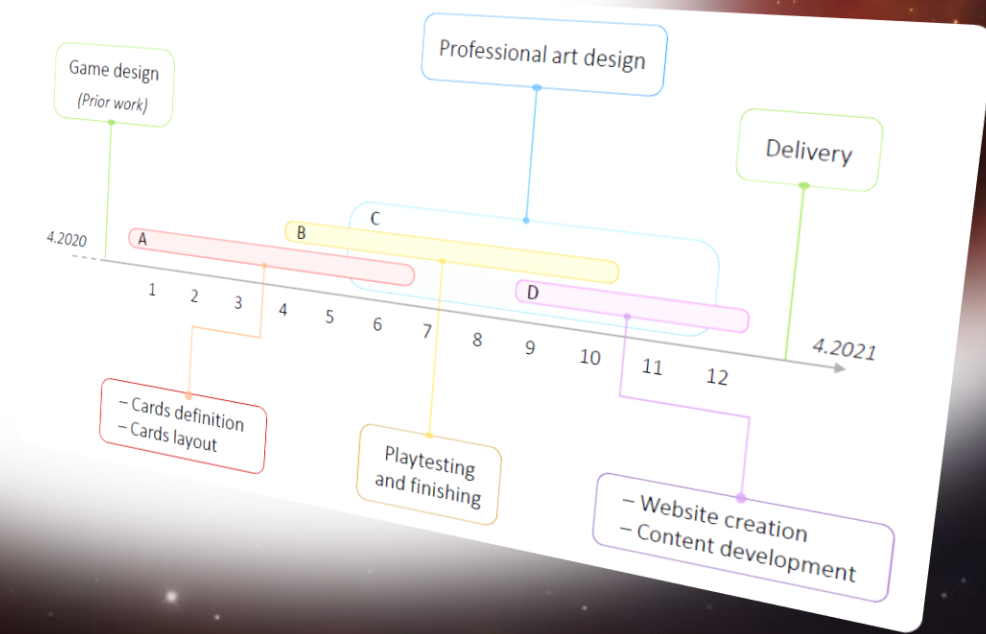 Game design
(Prior work)
Professional art design
Delivery
C
B
A
D
4.2020
4.2021
1 2 3 4 5 6 7 8 9 10 11 12
– Cards definition
– Cards layout
Playtesting
and finishing
– Website creation
– Content development